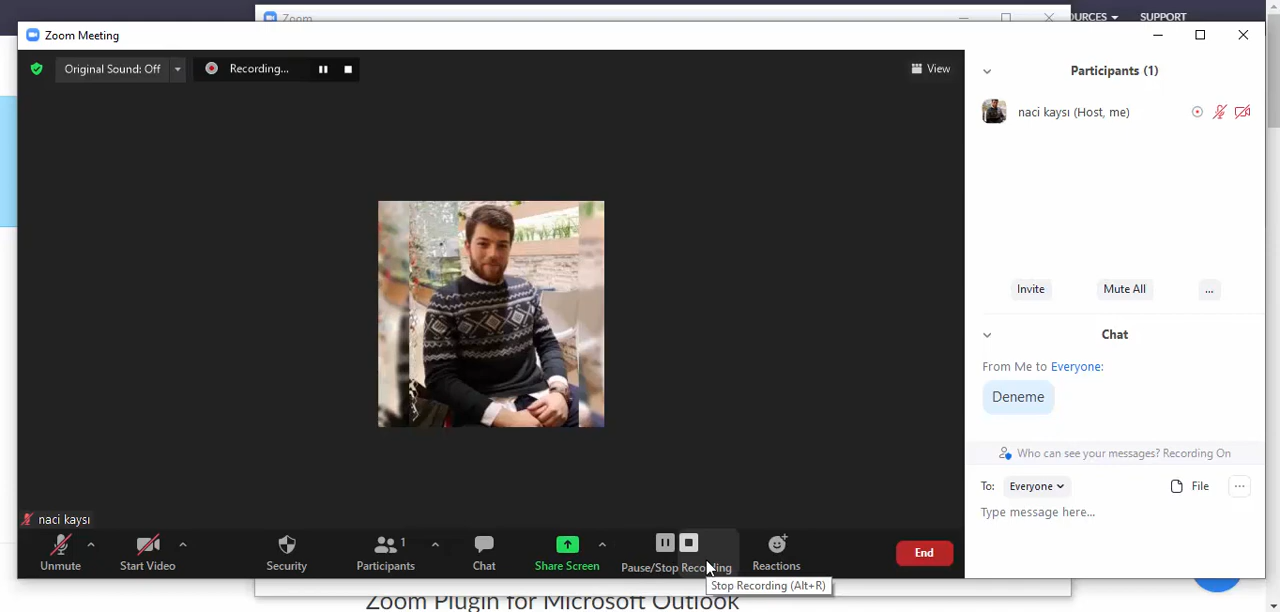 Zoom
OURCES
SUPPORT
Zoom Meeting
Original Sound: Off
Recording...
View
Participants (1)
naci kaysı (Host, me)
Invite
Mute All
...
Chat
From Me to Everyone:
Deneme
Who can see your messages? Recording On
To: Everyone
File
...
Type message here...
naci kaysı
Unmute
Start Video
Security
1
Participants
Chat
Share Screen
Pause/Stop Recording
Reactions
End
Stop Recording (Alt+R)
Zoom Plugin for Microsoft Outlook